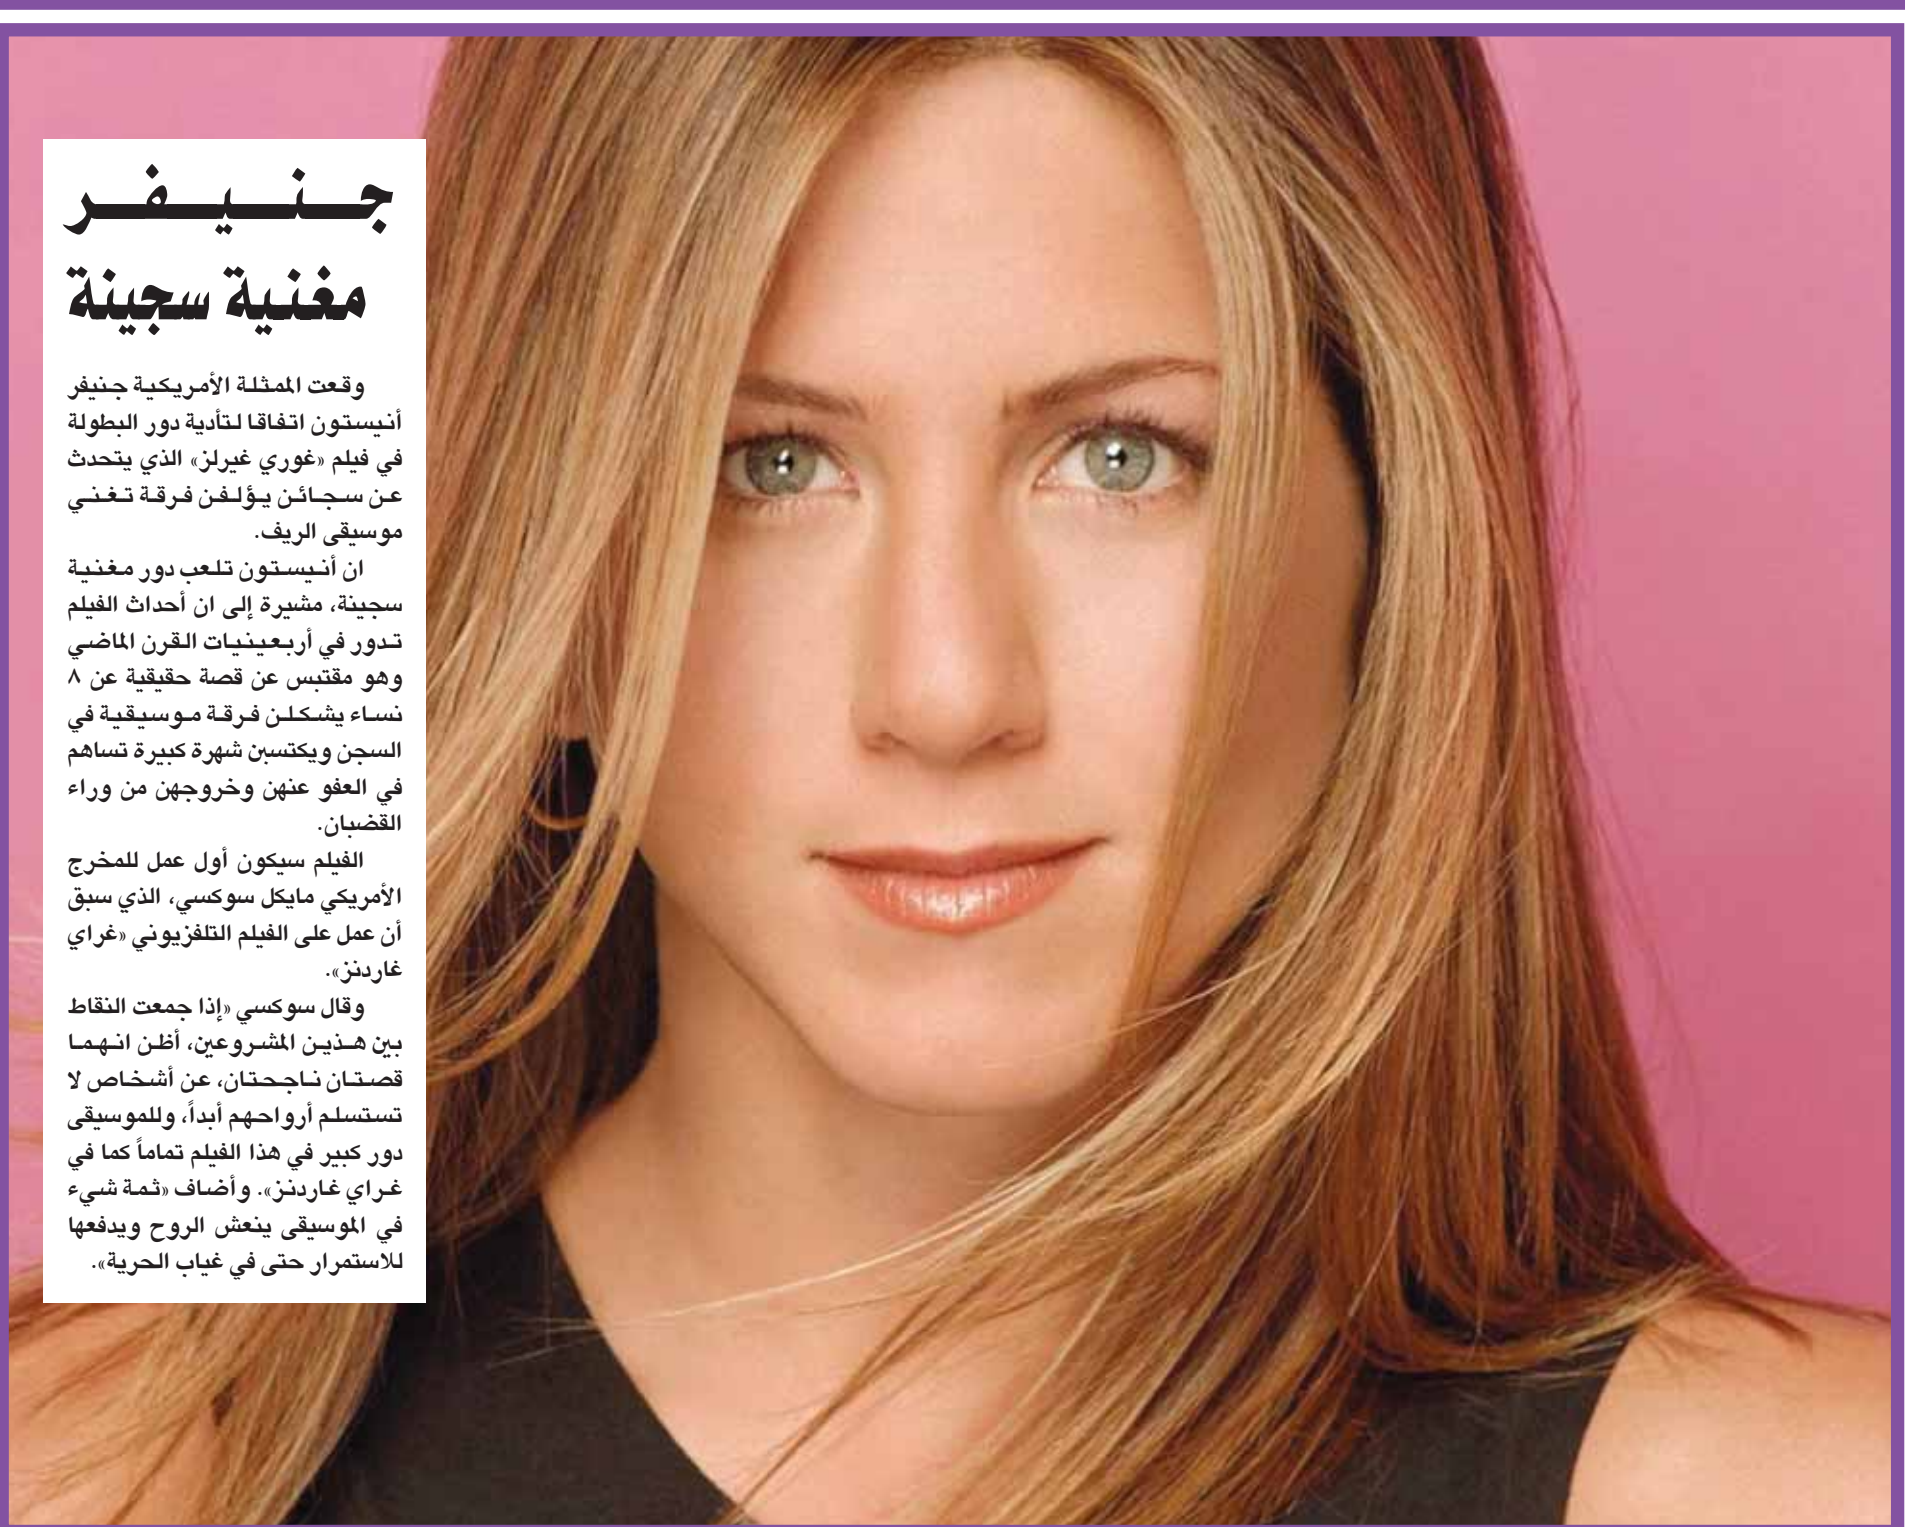 جنيفر
مغنية سجينة
وقعت الممثلة الأمريكية جنيفر
أنيستون اتفاقا لتأدية دور البطولة
في فيلم «غوري غيرلز» الذي يتحدث
عن سجائن يؤلفن فرقة تغني
موسيقى الريف.
ان أنيستون تلعب دور مغنية
سجينة، مشيرة إلى ان أحداث الفيلم
تدور في أربعينيات القرن الماضي
وهو مقتبس عن قصة حقيقية عن ٨
نساء يشكلن فرقة موسيقية في
السجن ويكتسبن شهرة كبيرة تساهم
في العفو عنهن وخروجهن من وراء
القضبان.
الفيلم سيكون أول عمل للمخرج
الأمريكي مايكل سوكسي، الذي سبق
أن عمل على الفيلم التلفزيوني «غراي
غاردنز».
وقال سوكسي «إذا جمعت النقاط
بين هذين المشروعين، أظن انهما
قصتان ناجحتان، عن أشخاص لا
تستسلم أرواحهم أبداً، وللموسيقى
دور كبير في هذا الفيلم تماماً كما في
غراي غاردنز». وأضاف «ثمة شيء
في الموسيقى ينعش الروح ويدفعها
للاستمرار حتى في غياب الحرية».